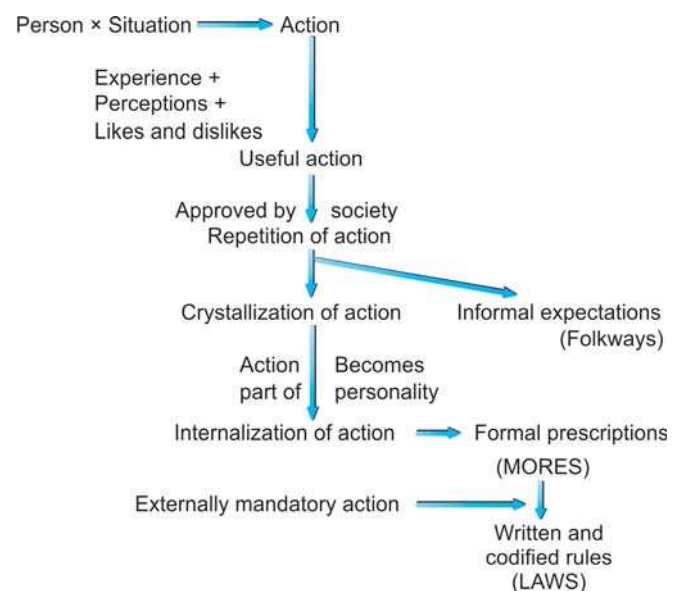 Person × Situation Action
Experience +
Perceptions +
Likes and dislikes
Useful action
Approved by society
Repetition of action
Crystallization of action Informal expectations
(Folkways)
Action Becomes
part of personality
Internalization of action Formal prescriptions
(MORES)
Externally mandatory action
Written and
codified rules
(LAWS)